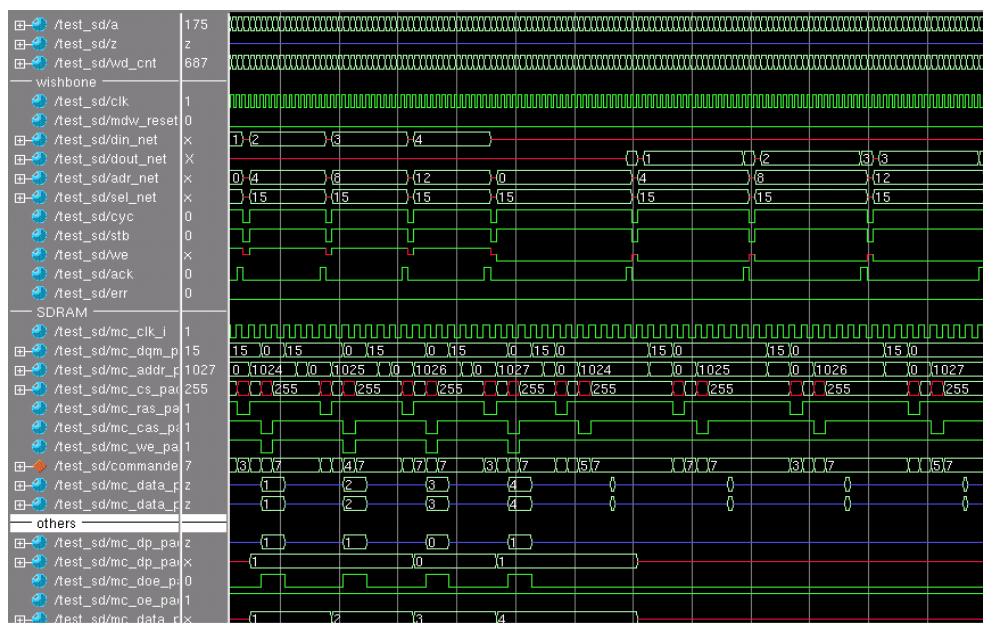 /test_sd/a 175
/test_sd/z z
/test_sd/wd_cnt 687
wishbone
/test_sd/clk 1
/test_sd/mdw_reset 0
/test_sd/din_net x 1 2 3 4
/test_sd/dout_net X 1 2 3 3
/test_sd/adr_net x 0 4 8 12 0 4 8 12
/test_sd/sel_net x 15 15 15 15 15 15 15
/test_sd/cyc 0
/test_sd/stb 0
/test_sd/we x
/test_sd/ack 0
/test_sd/err 0
SDRAM
/test_sd/mc_clk_i 1
/test_sd/mc_dqm_p 15 15 0 15 0 15 0 15 0 15 0 15 0 15 0 15 0
/test_sd/mc_addr_p 1027 0 1024 0 1025 0 1026 0 1027 0 1024 0 1025 0 1026 0 1027
/test_sd/mc_cs_pa 255 255 255 255 255 255 255 255 255
/test_sd/mc_ras_pa 1
/test_sd/mc_cas_pa 1
/test_sd/mc_we_pa 1
/test_sd/commande 7 3 7 4 7 7 7 3 7 5 7 7 7 3 7 5 7
/test_sd/mc_data_p z 1 2 3 4
/test_sd/mc_data_p z 1 2 3 4
others
/test_sd/mc_dp_pa z 1 1 0 1
/test_sd/mc_dp_pa x 1 0 1
/test_sd/mc_doe_p 0
/test_sd/mc_oe_pa 1
/test_sd/mc_data_p x 1 2 3 4